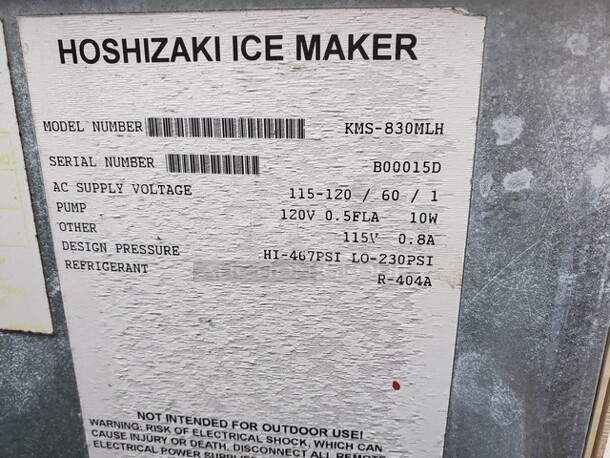 HOSHIZAKI ICE MAKER
MODEL NUMBER KMS-830MLH
SERIAL NUMBER B00015D
AC SUPPLY VOLTAGE 115-120 / 60 / 1
PUMP 120V 0.5FLA 10W
OTHER 115V 0.8A
DESIGN PRESSURE HI-467PSI LO-230PSI
REFRIGERANT R-404A
NOT INTENDED FOR OUTDOOR USE!
WARNING: RISK OF ELECTRICAL SHOCK, WHICH CAN
CAUSE INJURY OR DEATH. DISCONNECT ALL REMOTE
ELECTRICAL POWER